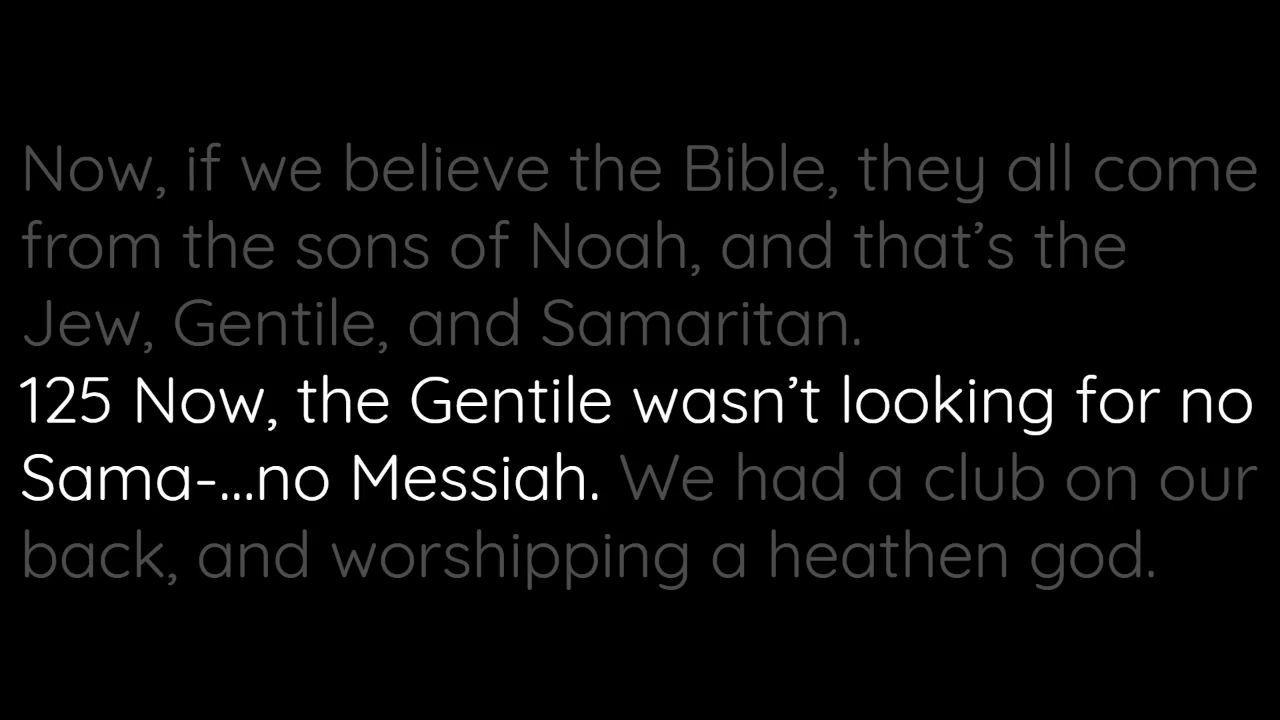 Now, if we believe the Bible, they all come
from the sons of Noah, and that’s the
Jew, Gentile, and Samaritan.
125 Now, the Gentile wasn’t looking for no
Sama-...no Messiah. We had a club on our
back, and worshipping a heathen god.